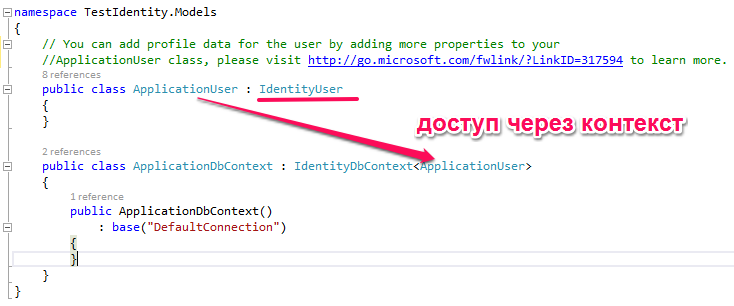 namespace TestIdentity.Models
{
// You can add profile data for the user by adding more properties to your
//ApplicationUser class, please visit http://go.microsoft.com/fwlink/?LinkID=317594 to learn more.
8 references
public class ApplicationUser : IdentityUser
{
}
доступ через контекст
2 references
public class ApplicationDbContext : IdentityDbContext<ApplicationUser>
{
1 reference
public ApplicationDbContext()
: base("DefaultConnection")
{
}
}
}